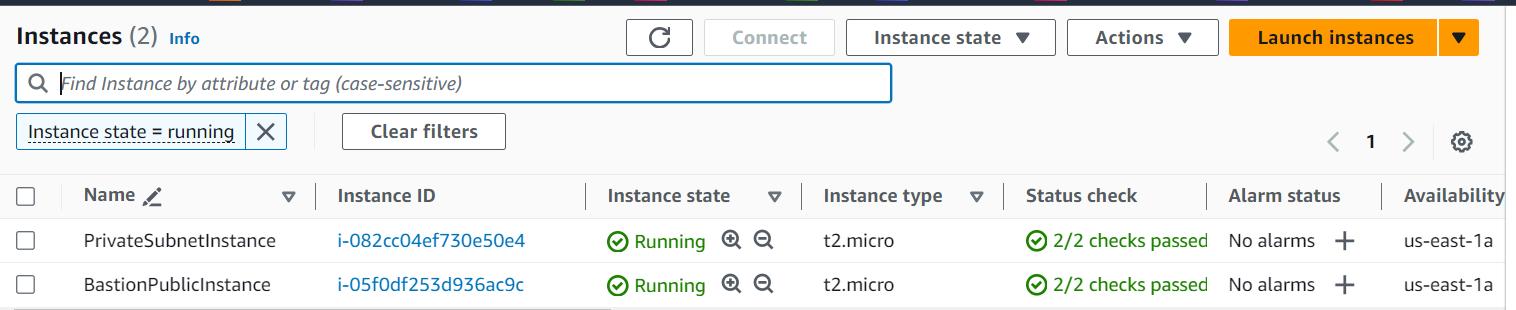 Instances (2) Info Connect Instance state Actions Launch instances
Find Instance by attribute or tag (case-sensitive)
Instance state = running Clear filters 1
Name Instance ID Instance state Instance type Status check Alarm status Availability
PrivateSubnetInstance i-082cc04ef730e50e4 Running t2.micro 2/2 checks passed No alarms us-east-1a
BastionPublicInstance i-05f0df253d936ac9c Running t2.micro 2/2 checks passed No alarms us-east-1a